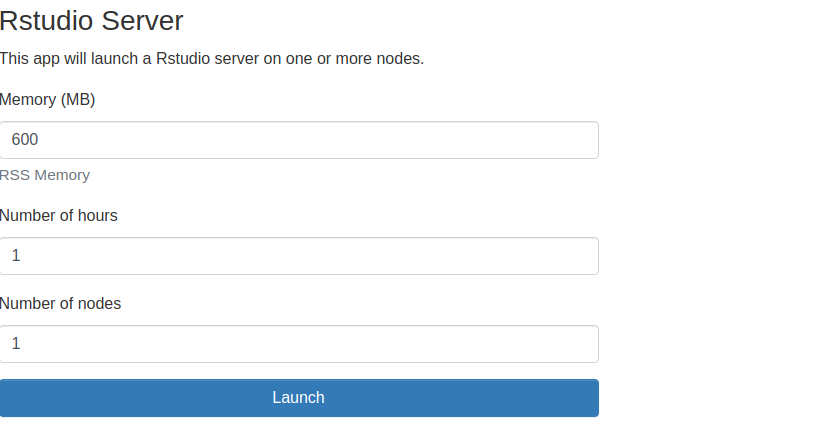 Rstudio Server
This app will launch a Rstudio server on one or more nodes.
Memory (MB)
600
RSS Memory
Number of hours
1
Number of nodes
1
Launch